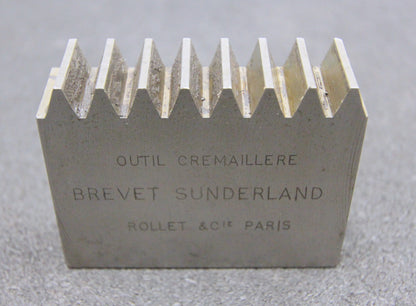 OUTIL CREMAILLERE
BREVET SUNDERLAND
ROLLET & Cᴵᴱ PARIS